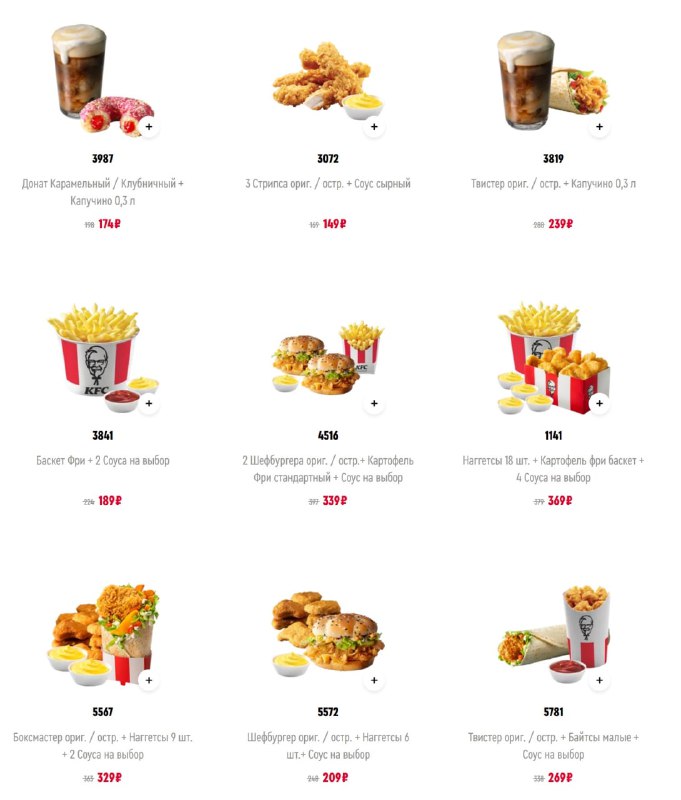 3987
Донат Карамельный / Клубничный +
Капучино 0,3 л
198 174₽
3072
3 Стрипса ориг. / остр. + Соус сырный
169 149₽
3819
Твистер ориг. / остр. + Капучино 0,3 л
288 239₽
KFC
3841
Баскет Фри + 2 Соуса на выбор
224 189₽
4516
2 Шефбургера ориг. / остр.+ Картофель
Фри стандартный + Соус на выбор
397 339₽
1141
Наггетсы 18 шт. + Картофель фри баскет +
4 Соуса на выбор
379 369₽
5567
Боксмастер ориг. / остр. + Наггетсы 9 шт.
+ 2 Соуса на выбор
365 329₽
5572
Шефбургер ориг. / остр. + Наггетсы 6
шт.+ Соус на выбор
248 209₽
5781
Твистер ориг. / остр. + Байтсы малые +
Соус на выбор
338 269₽